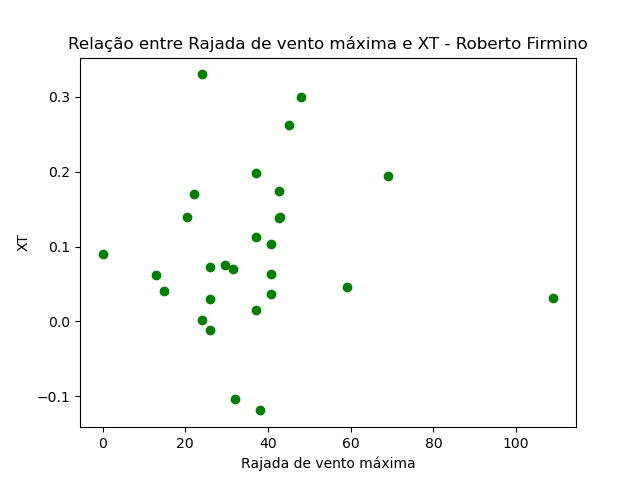 Relação entre Rajada de vento máxima e XT - Roberto Firmino
0.3
0.2
XT
0.1
0.0
−0.1
0 20 40 60 80 100
Rajada de vento máxima